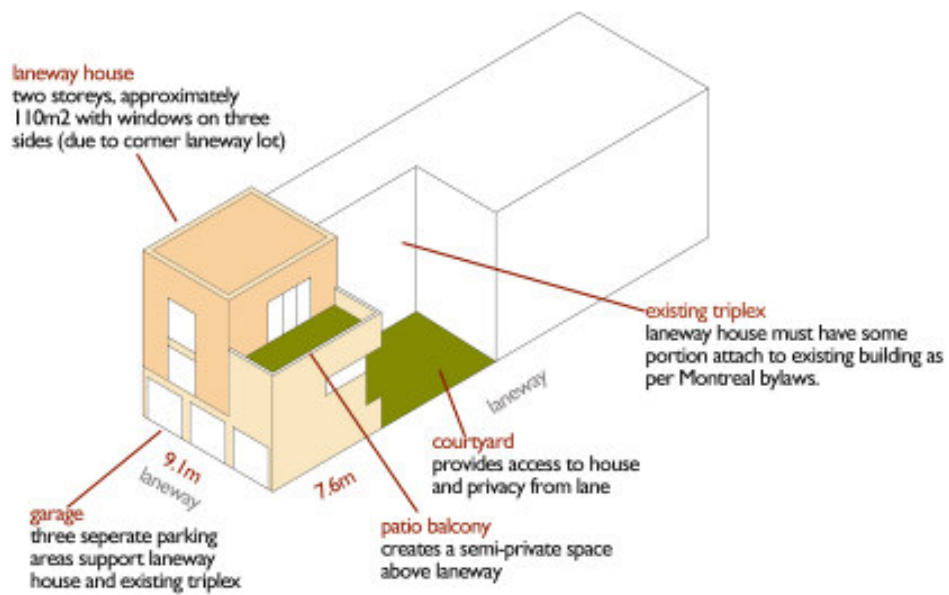 laneway house
two storeys, approximately
110m2 with windows on three
sides (due to corner laneway lot)
existing triplex
laneway house must have some
portion attach to existing building as
per Montreal bylaws.
laneway
courtyard
provides access to house
and privacy from lane
9.1m
laneway
7.6m
garage
three seperate parking
areas support laneway
house and existing triplex
patio balcony
creates a semi-private space
above laneway